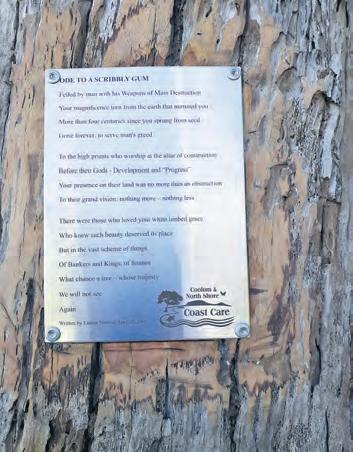 ODE TO A SCRIBBLY GUM
Felled by man with his Weapons of Mass Destruction
Your magnificence torn from the earth that nurtured you
More than four centuries since you sprang from seed
Gone forever, to serve man's greed
To the high priests who worship at the altar of construction
Before their Gods - Development and "Progress"
Your presence on their land was no more than an obstruction
To their grand vision; nothing more - nothing less
There were those who loved your white limbed grace
Who knew such beauty deserved its place
But in the vast scheme of things
Of Bankers and Kings, of finance
What chance a tree - whose majesty
We will not see
Again
Written by
Coolum &
North Shore
Coast Care